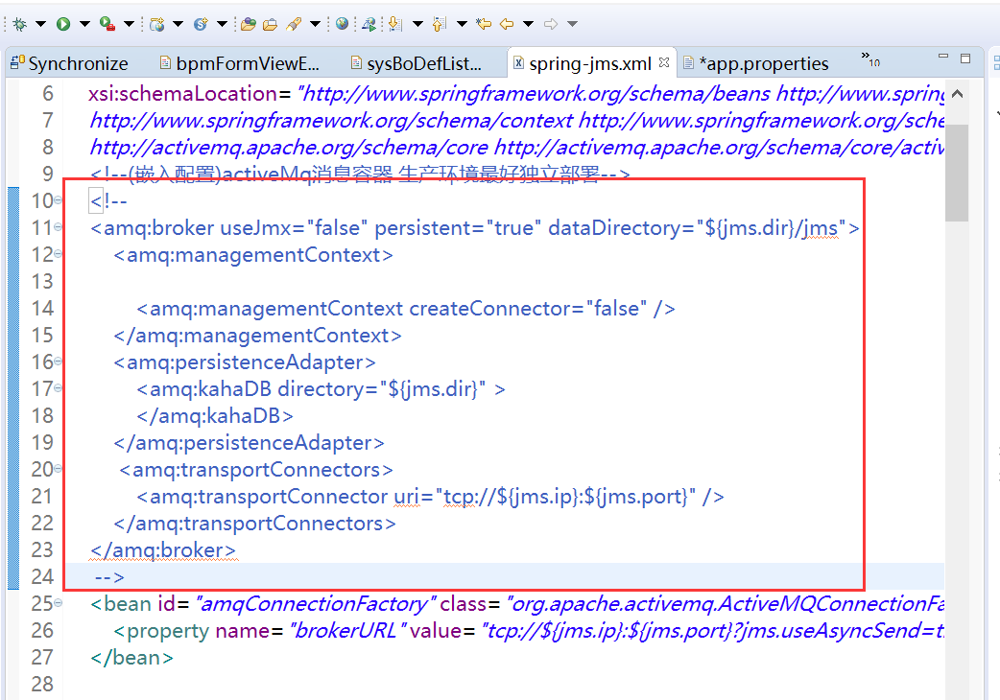 Synchronize bpmFormViewE... sysBoDefList... spring-jms.xml *app.properties »10
6 xsi:schemaLocation="http://www.springframework.org/schema/beans http://www.spring
7 http://www.springframework.org/schema/context http://www.springframework.org/sche
8 http://activemq.apache.org/schema/core http://activemq.apache.org/schema/core/activ
9 <!--(嵌入配置)activeMq消息容器 生产环境最好独立部署-->
10 <!--
11 <amq:broker useJmx="false" persistent="true" dataDirectory="${jms.dir}/jms">
12 <amq:managementContext>
13
14 <amq:managementContext createConnector="false" />
15 </amq:managementContext>
16 <amq:persistenceAdapter>
17 <amq:kahaDB directory="${jms.dir}" >
18 </amq:kahaDB>
19 </amq:persistenceAdapter>
20 <amq:transportConnectors>
21 <amq:transportConnector uri="tcp://${jms.ip}:${jms.port}" />
22 </amq:transportConnectors>
23 </amq:broker>
24 -->
25 <bean id="amqConnectionFactory" class="org.apache.activemq.ActiveMQConnectionFa
26 <property name="brokerURL" value="tcp://${jms.ip}:${jms.port}?jms.useAsyncSend=t
27 </bean>
28